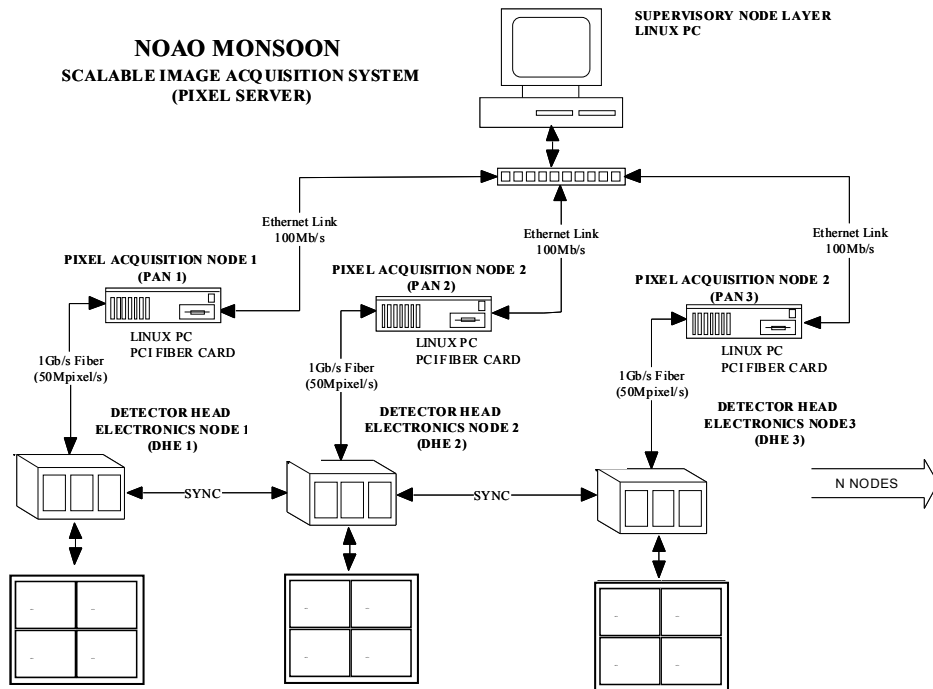 SUPERVISORY NODE LAYER
LINUX PC
NOAO MONSOON
SCALABLE IMAGE ACQUISITION SYSTEM
(PIXEL SERVER)
Ethernet Link
100Mb/s
Ethernet Link
100Mb/s
Ethernet Link
100Mb/s
PIXEL ACQUISITION NODE 1
(PAN 1)
PIXEL ACQUISITION NODE 2
(PAN 2)
PIXEL ACQUISITION NODE 2
(PAN 3)
LINUX PC
PCI FIBER CARD
LINUX PC
PCI FIBER CARD
LINUX PC
PCI FIBER CARD
1Gb/s Fiber
(50Mpixel/s)
1Gb/s Fiber
(50Mpixel/s)
1Gb/s Fiber
(50Mpixel/s)
DETECTOR HEAD
ELECTRONICS NODE 1
(DHE 1)
DETECTOR HEAD
ELECTRONICS NODE 2
(DHE 2)
DETECTOR HEAD
ELECTRONICS NODE3
(DHE 3)
SYNC
SYNC
N NODES